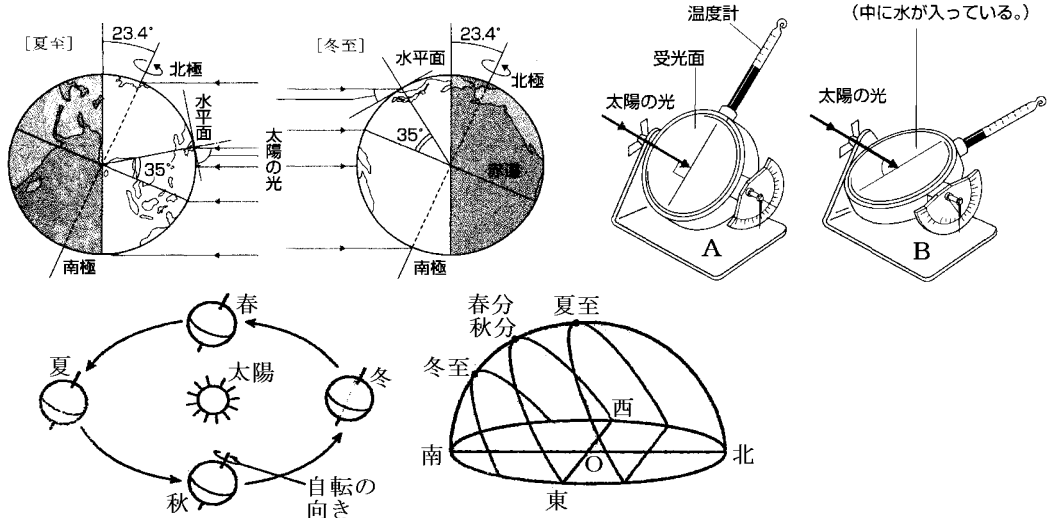 [夏至]
23.4°
北極
水平面
35°
南極
太陽の光
[冬至]
23.4°
水平面
北極
35°
赤道
南極
温度計
受光面
太陽の光
A
(中に水が入っている。)
太陽の光
B
春
夏
太陽
冬
秋
自転の
向き
春分
秋分
夏至
冬至
西
南
O
北
東